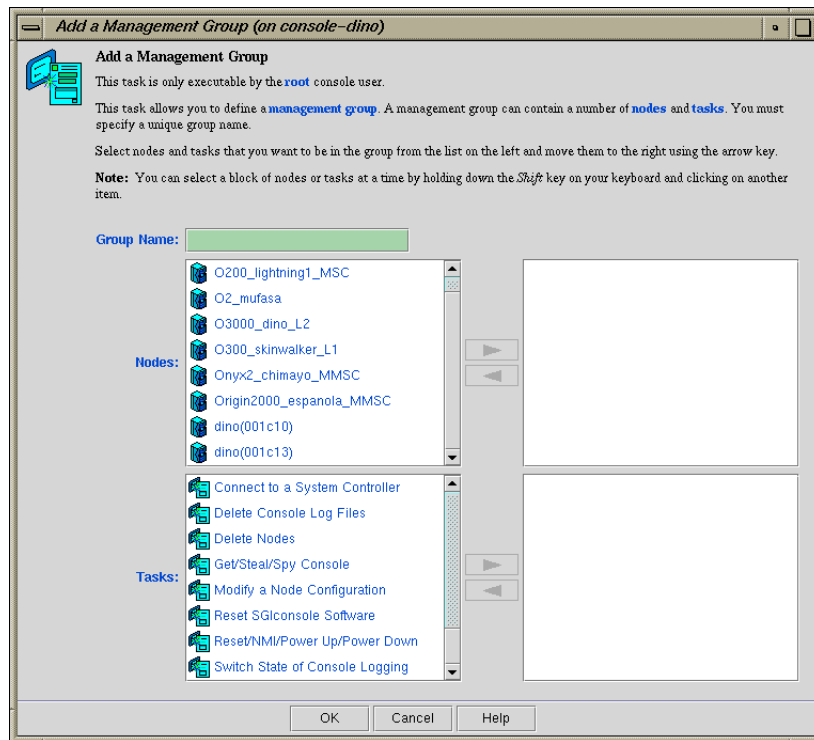 Add a Management Group (on console-dino)
Add a Management Group
This task is only executable by the root console user.
This task allows you to define a management group. A management group can contain a number of nodes and tasks. You must
specify a unique group name.
Select nodes and tasks that you want to be in the group from the list on the left and move them to the right using the arrow key.
Note: You can select a block of nodes or tasks at a time by holding down the Shift key on your keyboard and clicking on another
item.
Group Name:
Nodes:
O200_lightning1_MSC
O2_mufasa
O3000_dino_L2
O300_skinwalker_L1
Onyx2_chimayo_MMSC
Origin2000_espanola_MMSC
dino(001c10)
dino(001c13)
Tasks:
Connect to a System Controller
Delete Console Log Files
Delete Nodes
Get/Steal/Spy Console
Modify a Node Configuration
Reset SGIconsole Software
Reset/NMI/Power Up/Power Down
Switch State of Console Logging
OK
Cancel
Help